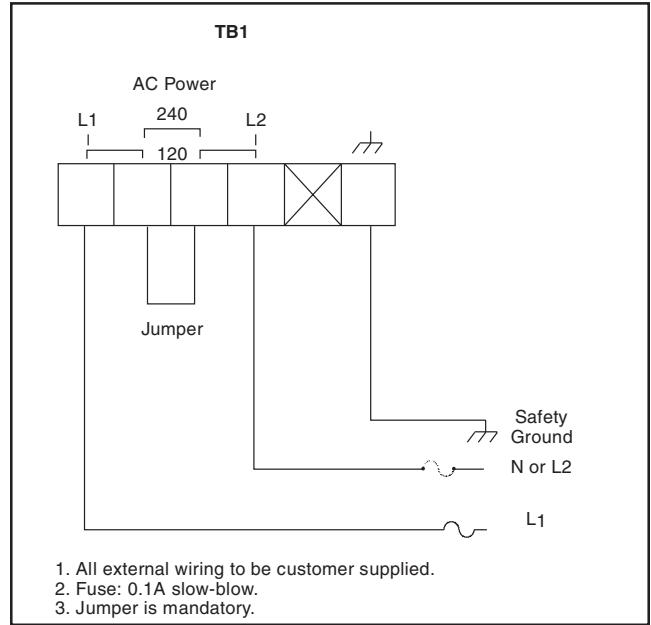 TB1
AC Power
L1 240 L2
120
Jumper
Safety
Ground
N or L2
L1
1. All external wiring to be customer supplied.
2. Fuse: 0.1A slow-blow.
3. Jumper is mandatory.